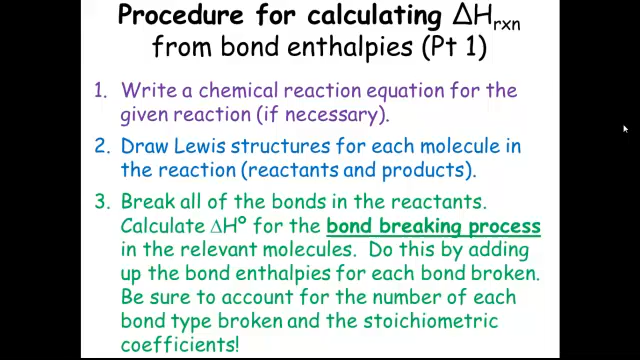 Procedure for calculating ΔHrxn
from bond enthalpies (Pt 1)
1. Write a chemical reaction equation for the
given reaction (if necessary).
2. Draw Lewis structures for each molecule in
the reaction (reactants and products).
3. Break all of the bonds in the reactants.
Calculate ΔHº for the bond breaking process
in the relevant molecules. Do this by adding
up the bond enthalpies for each bond broken.
Be sure to account for the number of each
bond type broken and the stoichiometric
coefficients!